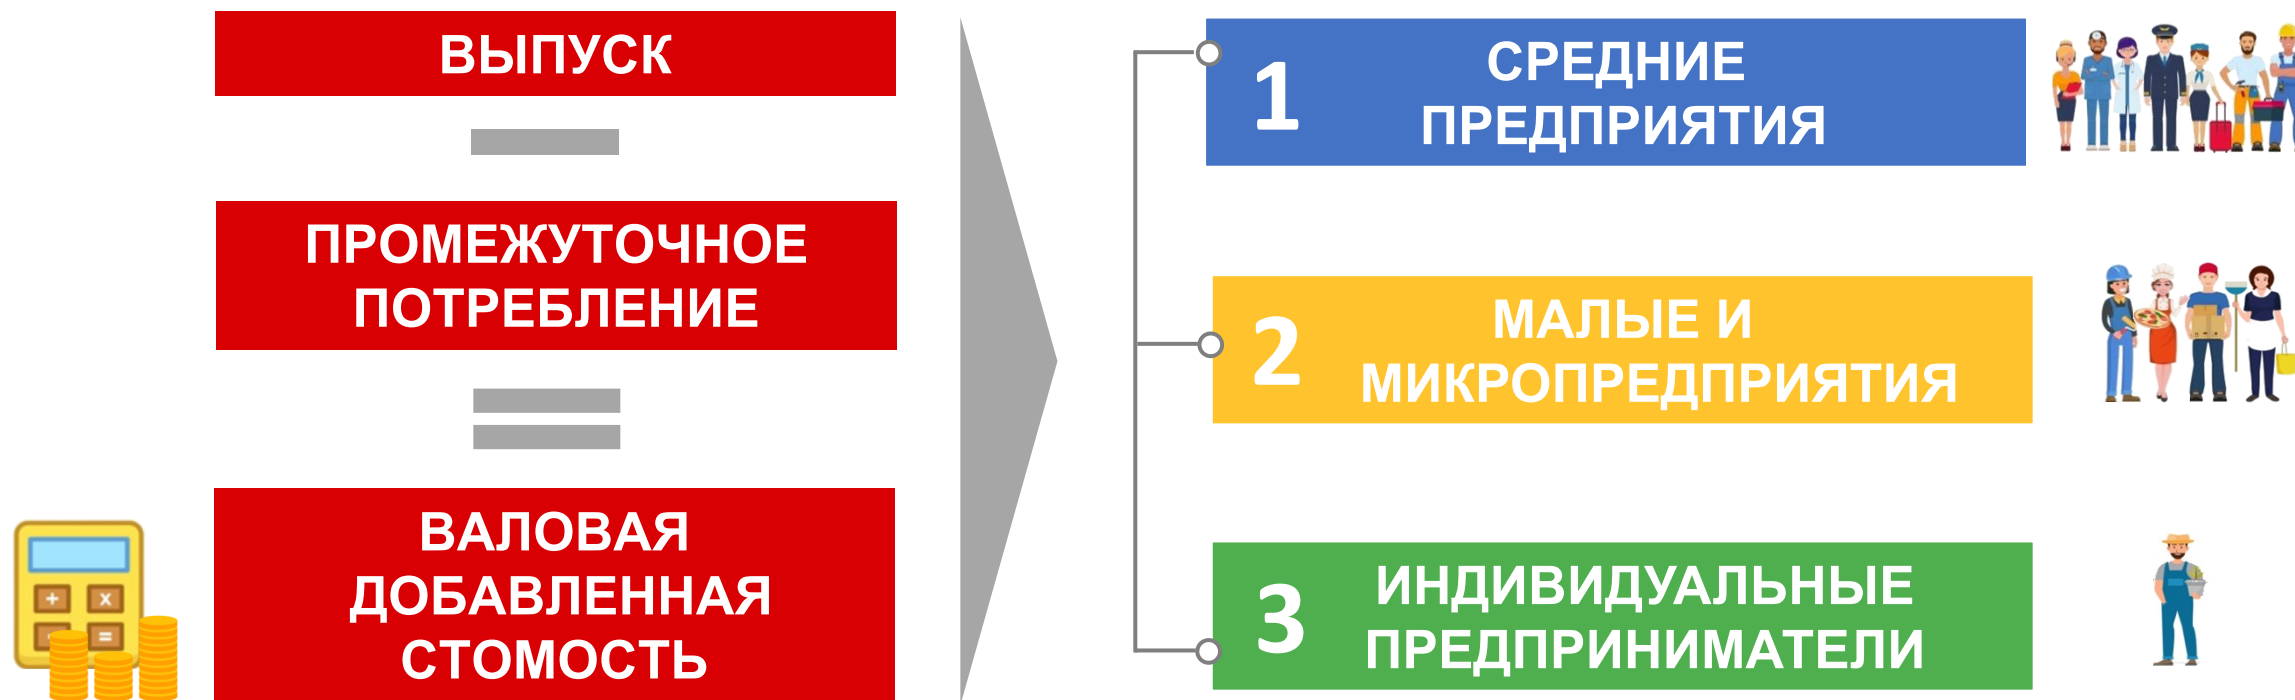 ВЫПУСК
ПРОМЕЖУТОЧНОЕ
ПОТРЕБЛЕНИЕ
ВАЛОВАЯ
ДОБАВЛЕННАЯ
СТОМОСТЬ
1
СРЕДНИЕ
ПРЕДПРИЯТИЯ
2
МАЛЫЕ И
МИКРОПРЕДПРИЯТИЯ
3
ИНДИВИДУАЛЬНЫЕ
ПРЕДПРИНИМАТЕЛИ